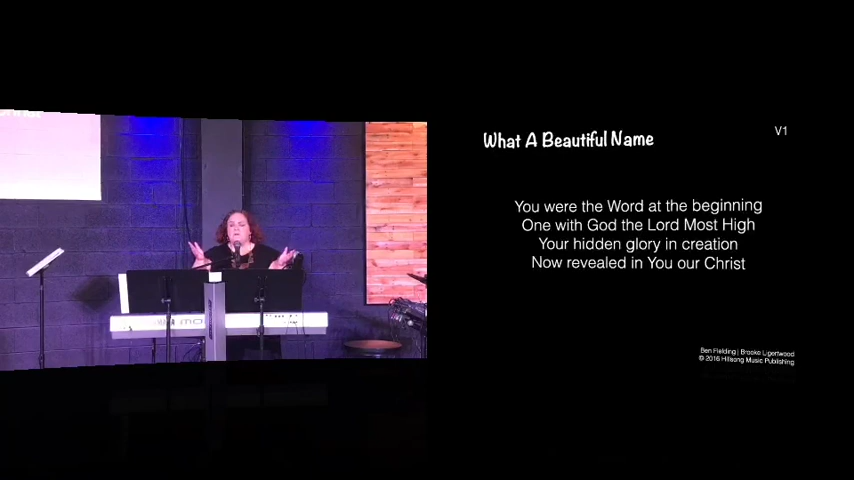 What A Beautiful Name
V1
You were the Word at the beginning
One with God the Lord Most High
Your hidden glory in creation
Now revealed in You our Christ
Ben Fielding | Brooke Ligertwood
© 2016 Hillsong Music Publishing